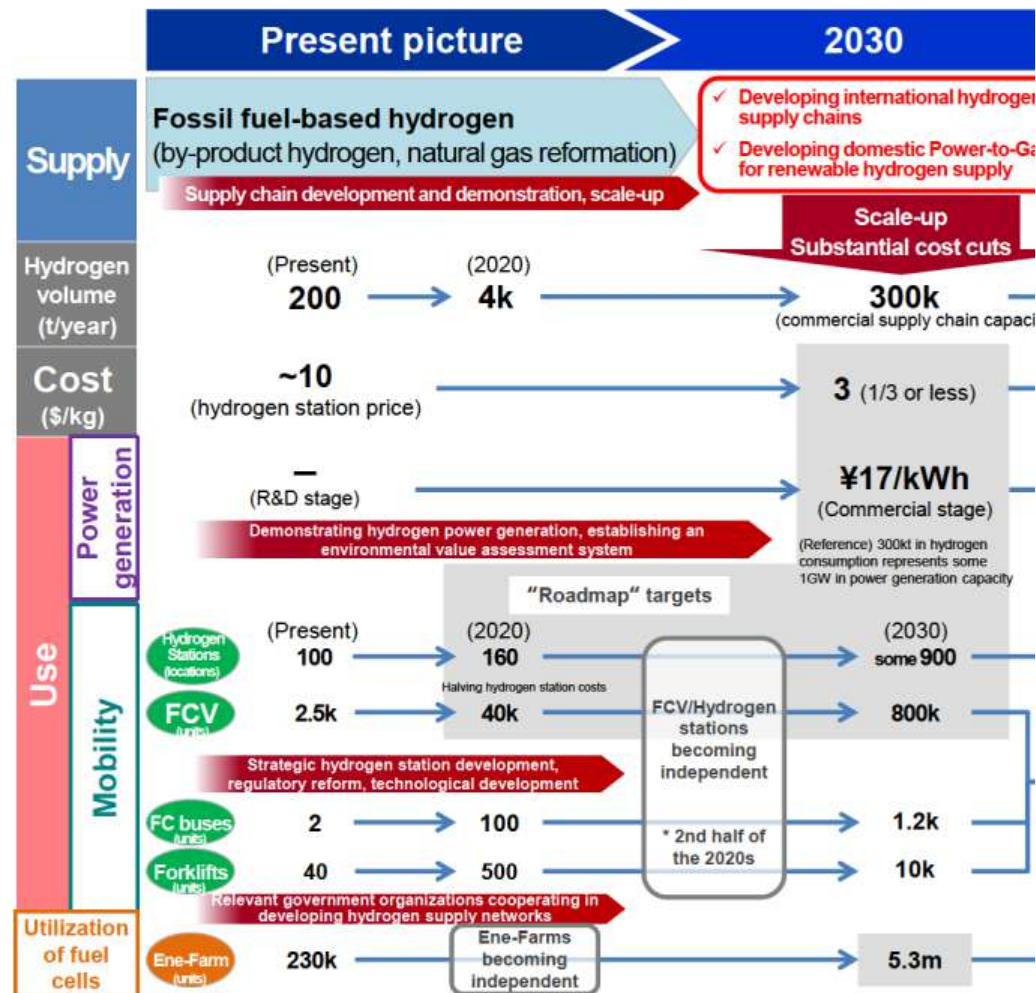 Present picture
2030
Supply
Fossil fuel-based hydrogen
(by-product hydrogen, natural gas reformation)
Supply chain development and demonstration, scale-up
✓ Developing international hydrogen
supply chains
✓ Developing domestic Power-to-Ga
for renewable hydrogen supply
Scale-up
Substantial cost cuts
Hydrogen
volume
(t/year)
(Present)
200
(2020)
4k
300k
(commercial supply chain capaci
Cost
($/kg)
~10
(hydrogen station price)
3 (1/3 or less)
Use
Power
generation
–
(R&D stage)
¥17/kWh
(Commercial stage)
Demonstrating hydrogen power generation, establishing an
environmental value assessment system
(Reference) 300kt in hydrogen
consumption represents some
1GW in power generation capacity
"Roadmap" targets
Mobility
Hydrogen
Stations
(locations)
(Present)
100
(2020)
160
(2030)
some 900
Halving hydrogen station costs
FCV
(units)
2.5k
40k
800k
FCV/Hydrogen
stations
becoming
independent
* 2nd half of
the 2020s
Strategic hydrogen station development,
regulatory reform, technological development
FC buses
(units)
2
100
1.2k
Forklifts
(units)
40
500
10k
Relevant government organizations cooperating in
developing hydrogen supply networks
Utilization
of fuel
cells
Ene-Farm
(units)
230k
Ene-Farms
becoming
independent
5.3m